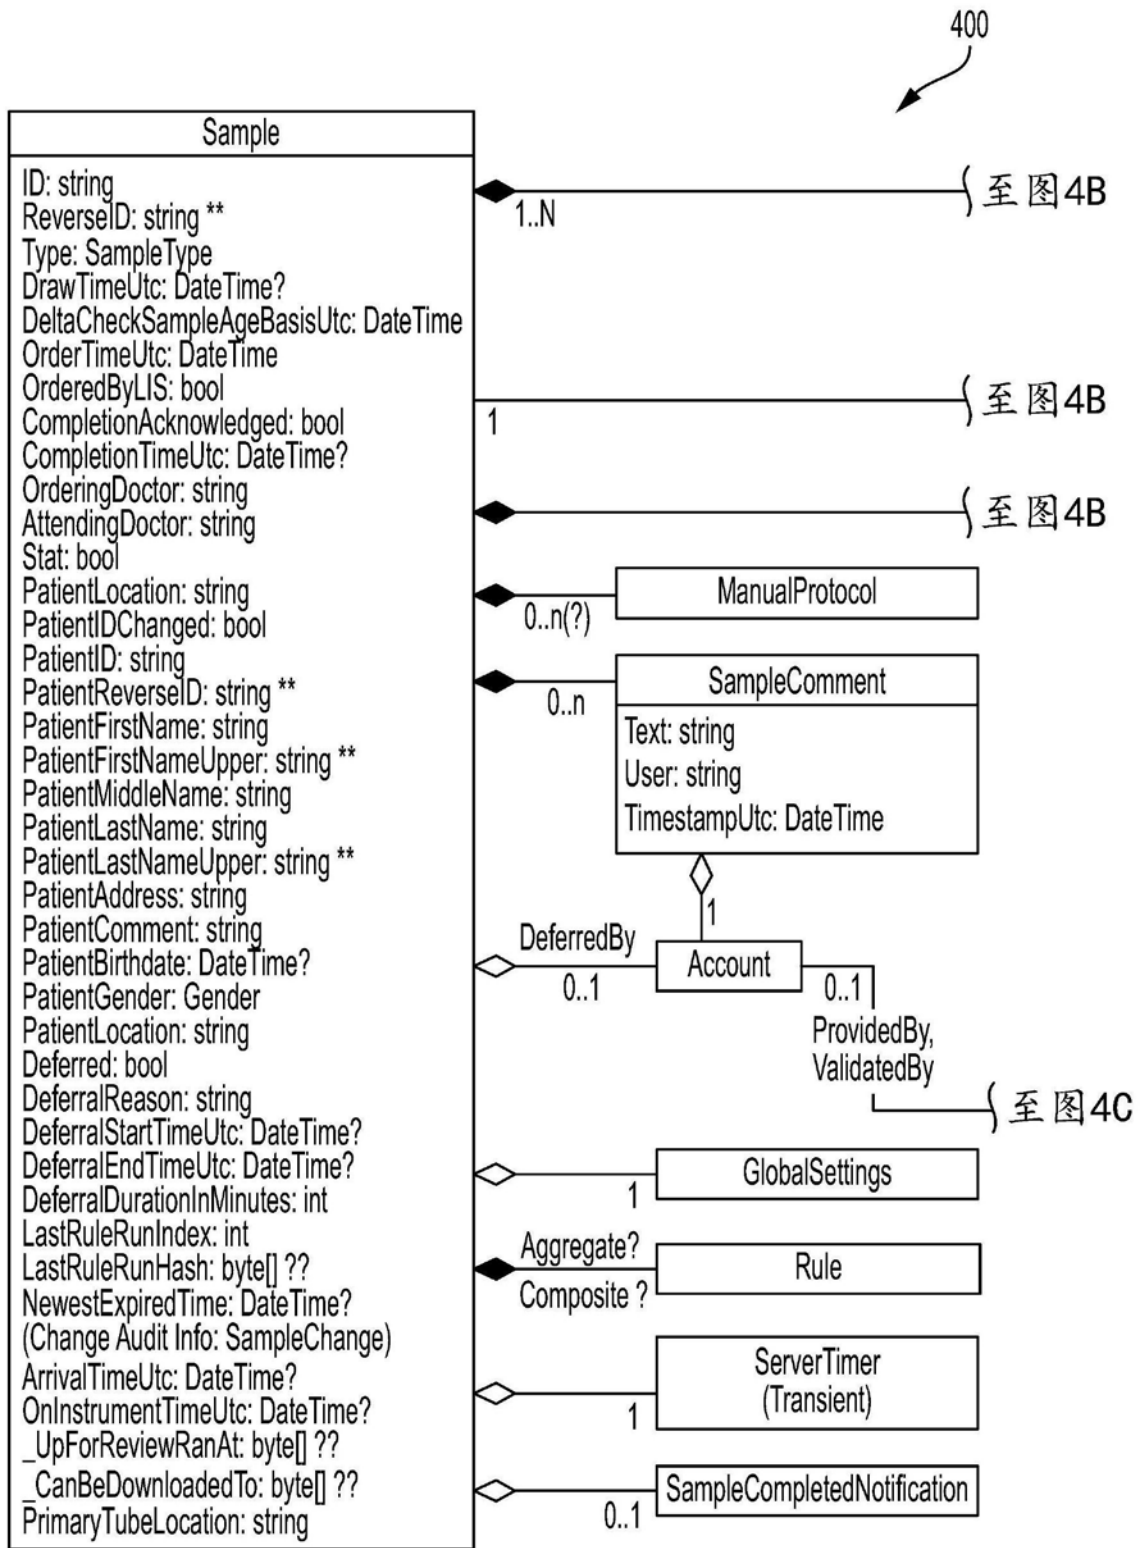 400
Sample
ID: string
ReverseID: string **
Type: SampleType
DrawTimeUtc: DateTime?
DeltaCheckSampleAgeBasisUtc: DateTime
OrderTimeUtc: DateTime
OrderedByLIS: bool
CompletionAcknowledged: bool
CompletionTimeUtc: DateTime?
OrderingDoctor: string
AttendingDoctor: string
Stat: bool
PatientLocation: string
PatientIDChanged: bool
PatientID: string
PatientReverseID: string **
PatientFirstName: string
PatientFirstNameUpper: string **
PatientMiddleName: string
PatientLastName: string
PatientLastNameUpper: string **
PatientAddress: string
PatientComment: string
PatientBirthdate: DateTime?
PatientGender: Gender
PatientLocation: string
Deferred: bool
DeferralReason: string
DeferralStartTimeUtc: DateTime?
DeferralEndTimeUtc: DateTime?
DeferralDurationInMinutes: int
LastRuleRunIndex: int
LastRuleRunHash: byte[] ??
NewestExpiredTime: DateTime?
(Change Audit Info: SampleChange)
ArrivalTimeUtc: DateTime?
OnInstrumentTimeUtc: DateTime?
_UpForReviewRanAt: byte[] ??
_CanBeDownloadedTo: byte[] ??
PrimaryTubeLocation: string
1..N
至图4B
1
至图4B
至图4B
0..n(?)
ManualProtocol
0..n
SampleComment
Text: string
User: string
TimestampUtc: DateTime
1
DeferredBy
0..1
Account
0..1
ProvidedBy,
ValidatedBy
至图4C
1
GlobalSettings
Aggregate?
Composite ?
Rule
1
ServerTimer
(Transient)
0..1
SampleCompletedNotification